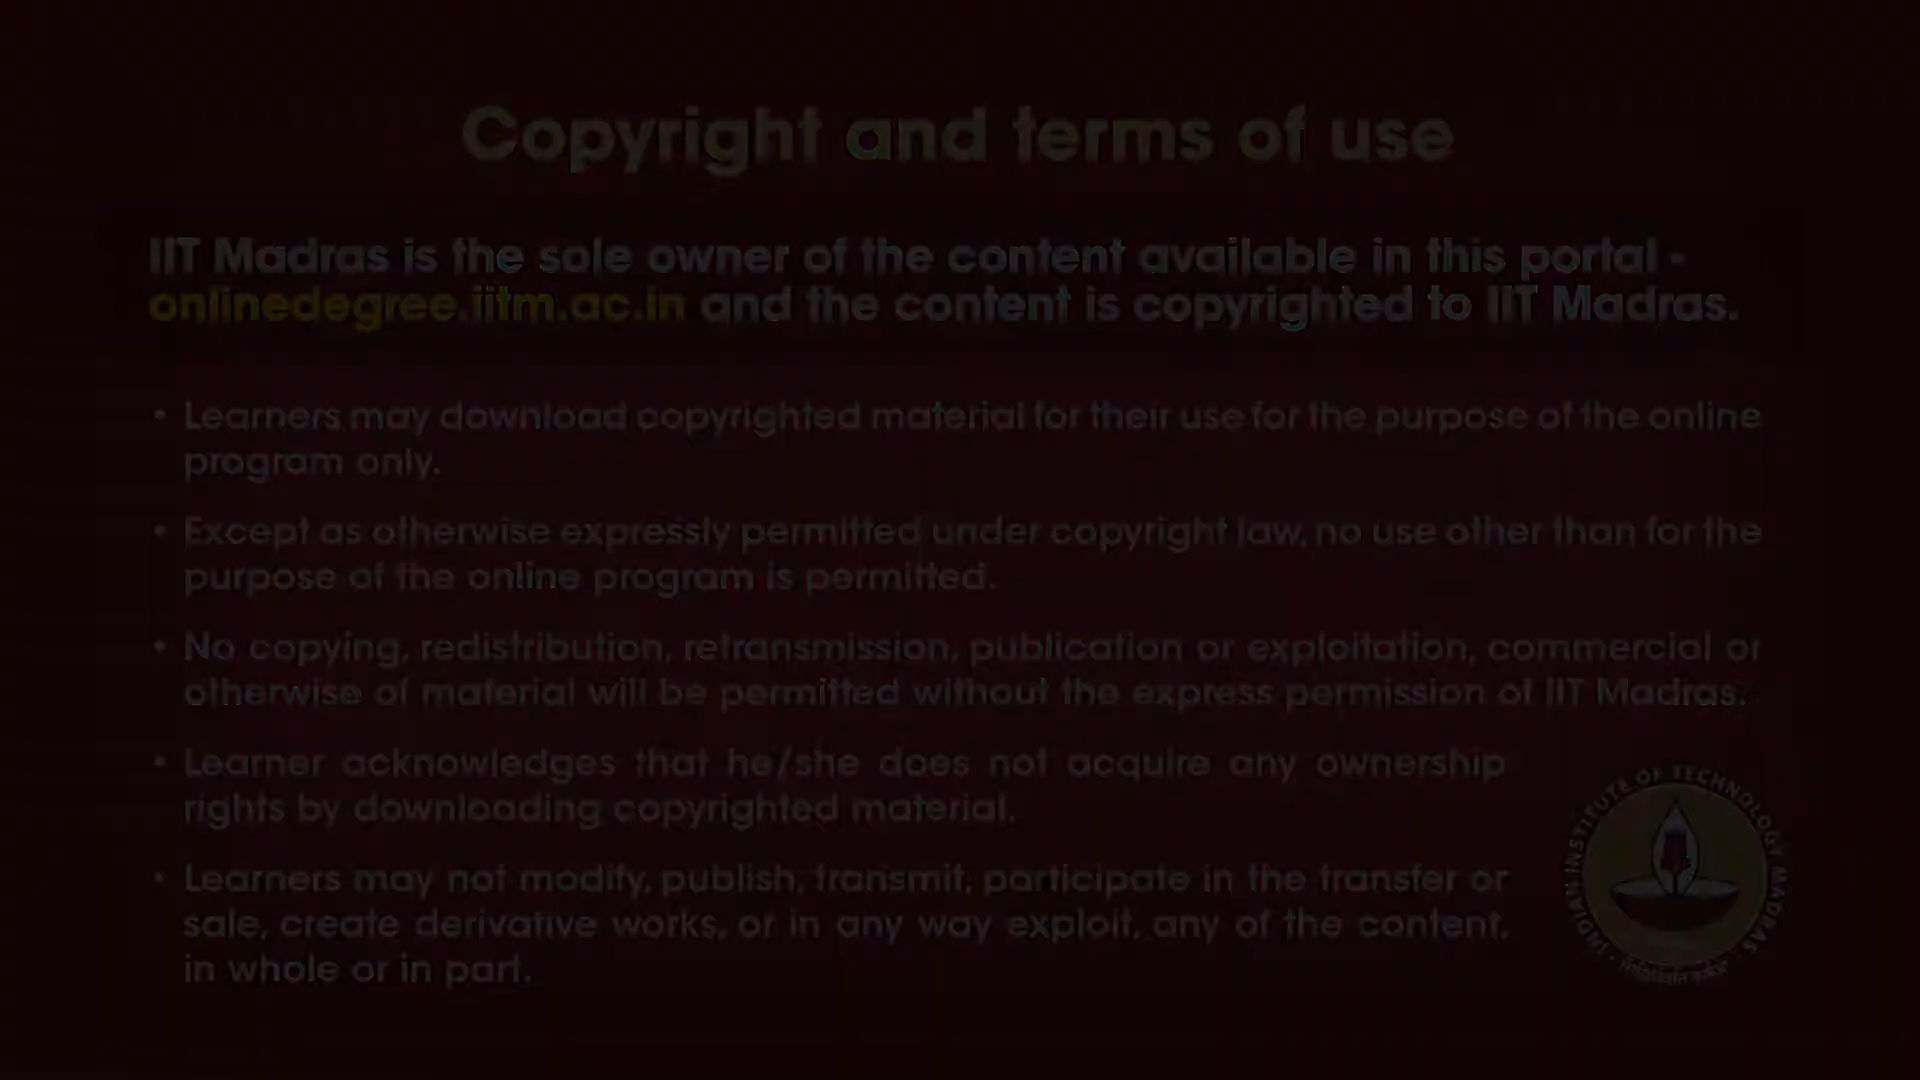 Copyright and terms of use
IIT Madras is the sole owner of the content available in this portal -
onlinedegree.iitm.ac.in and the content is copyrighted to IIT Madras.
• Learners may download copyrighted material for their use for the purpose of the online
program only.
• Except as otherwise expressly permitted under copyright law, no use other than for the
purpose of the online program is permitted.
• No copying, redistribution, retransmission, publication or exploitation, commercial or
otherwise of material will be permitted without the express permission of IIT Madras.
• Learner acknowledges that he/she does not acquire any ownership
rights by downloading copyrighted material.
• Learners may not modify, publish, transmit, participate in the transfer or
sale, create derivative works, or in any way exploit, any of the content,
in whole or in part.
INDIAN INSTITUTE OF TECHNOLOGY MADRAS